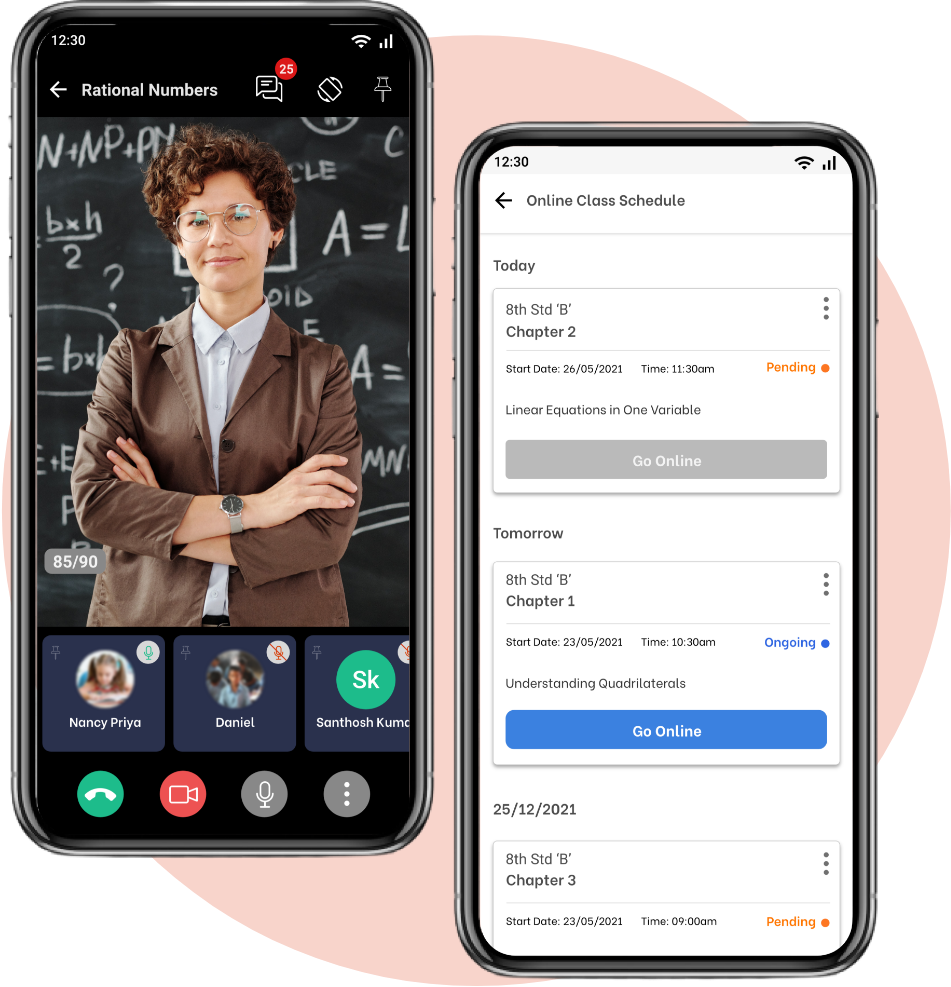 12:30
Rational Numbers
25
N+NP+PM
C
CLE
bxh
2
A=L
?
OID
E
= bxh
A=
E+E
MN
P
85/90
Nancy Priya
Daniel
Sk
Santhosh Kuma
12:30
Online Class Schedule
Today
8th Std ‘B’
Chapter 2
Start Date: 26/05/2021 Time: 11:30am Pending
Linear Equations in One Variable
Go Online
Tomorrow
8th Std ‘B’
Chapter 1
Start Date: 23/05/2021 Time: 10:30am Ongoing
Understanding Quadrilaterals
Go Online
25/12/2021
8th Std ‘B’
Chapter 3
Start Date: 23/05/2021 Time: 09:00am Pending